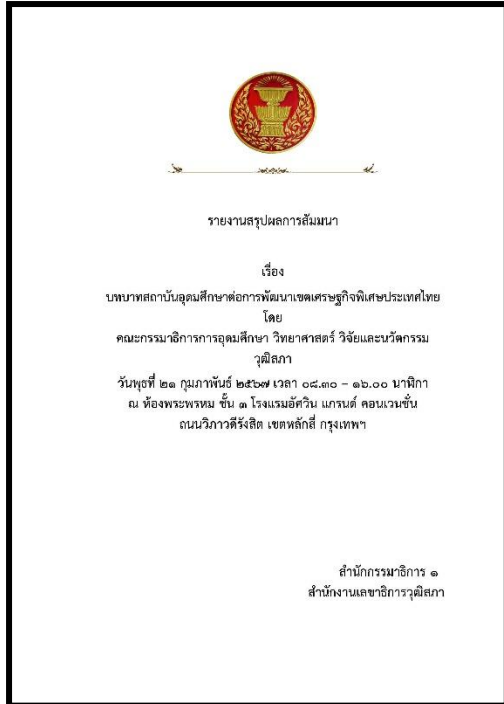 รายงานสรุปผลการสัมมนา
เรื่อง
บทบาทสถาบันอุดมศึกษาต่อการพัฒนาเขตเศรษฐกิจพิเศษประเทศไทย
โดย
คณะกรรมาธิการการอุดมศึกษา วิทยาศาสตร์ วิจัยและนวัตกรรม
วุฒิสภา
วันพุธที่ ๒๑ กุมภาพันธ์ ๒๕๖๗ เวลา ๐๘.๓๐ – ๑๖.๐๐ นาฬิกา
ณ ห้องพระพรหม ชั้น ๓ โรงแรมอัศวิน แกรนด์ คอนเวนชั่น
ถนนวิภาวดีรังสิต เขตหลักสี่ กรุงเทพฯ
สำนักกรรมาธิการ ๑
สำนักงานเลขาธิการวุฒิสภา